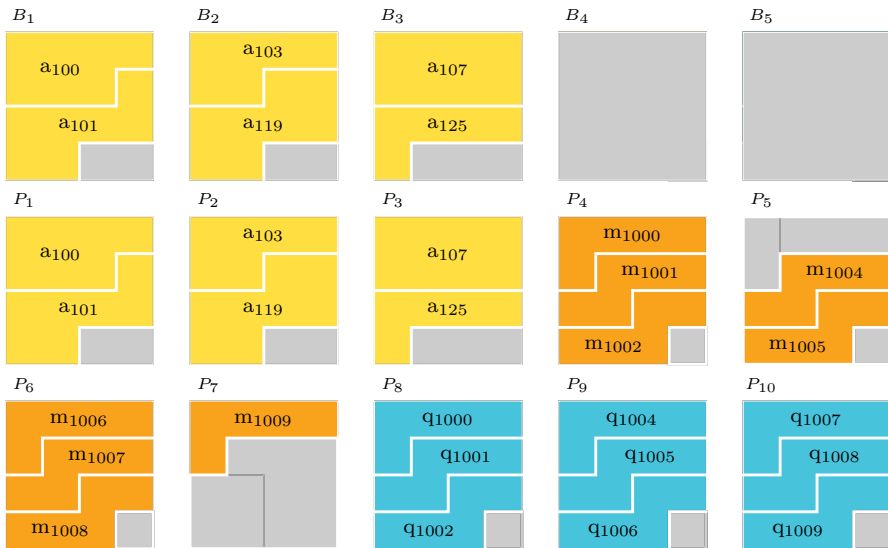 B₁ B₂ B₃ B₄ B₅
a₁₀₀ a₁₀₃ a₁₀₇
a₁₀₁ a₁₁₉ a₁₂₅
P₁ P₂ P₃ P₄ P₅
a₁₀₀ a₁₀₃ a₁₀₇ m₁₀₀₀
m₁₀₀₁ m₁₀₀₄
a₁₀₁ a₁₁₉ a₁₂₅ m₁₀₀₂ m₁₀₀₅
P₆ P₇ P₈ P₉ P₁₀
m₁₀₀₆ m₁₀₀₉ q₁₀₀₀ q₁₀₀₄ q₁₀₀₇
m₁₀₀₇ q₁₀₀₁ q₁₀₀₅ q₁₀₀₈
m₁₀₀₈ q₁₀₀₂ q₁₀₀₆ q₁₀₀₉